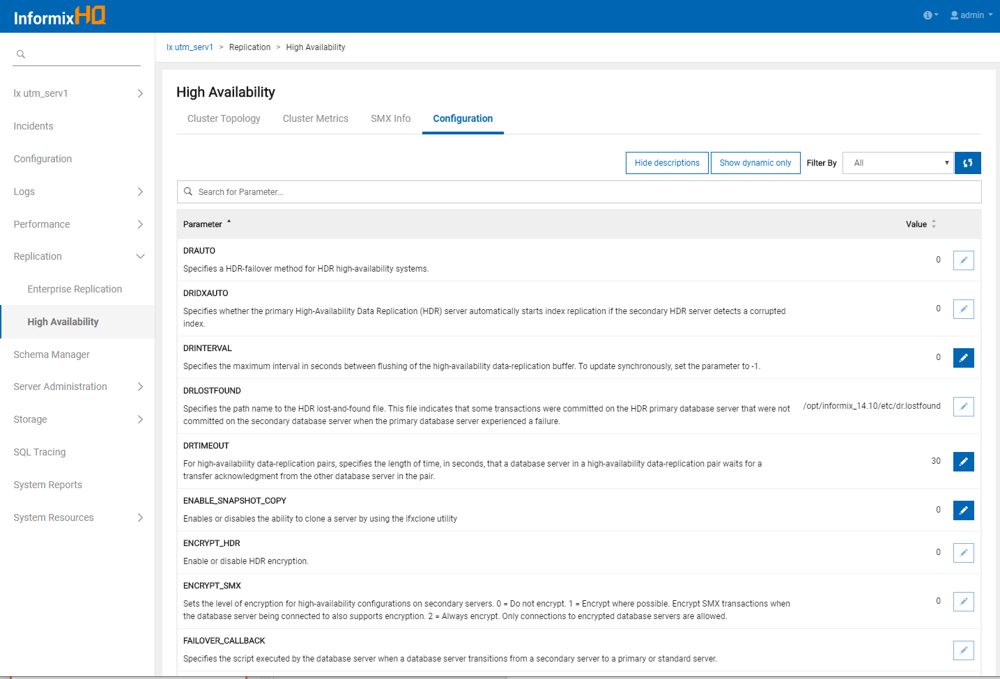 InformixHQ
admin
lx utm_serv1 > Replication > High Availability
lx utm_serv1
Incidents
Configuration
Logs
Performance
Replication
Enterprise Replication
High Availability
Schema Manager
Server Administration
Storage
SQL Tracing
System Reports
System Resources
High Availability
Cluster Topology Cluster Metrics SMX Info Configuration
Hide descriptions Show dynamic only Filter By All
Search for Parameter...
Parameter Value
DRAUTO
Specifies a HDR-failover method for HDR high-availability systems.
0
DRIDXAUTO
Specifies whether the primary High-Availability Data Replication (HDR) server automatically starts index replication if the secondary HDR server detects a corrupted
index.
0
DRINTERVAL
Specifies the maximum interval in seconds between flushing of the high-availability data-replication buffer. To update synchronously, set the parameter to -1.
0
DRLOSTFOUND
Specifies the path name to the HDR lost-and-found file. This file indicates that some transactions were committed on the HDR primary database server that were not
committed on the secondary database server when the primary database server experienced a failure.
/opt/informix_14.10/etc/dr.lostfound
DRTIMEOUT
For high-availability data-replication pairs, specifies the length of time, in seconds, that a database server in a high-availability data-replication pair waits for a
transfer acknowledgment from the other database server in the pair.
30
ENABLE_SNAPSHOT_COPY
Enables or disables the ability to clone a server by using the ifxclone utility
0
ENCRYPT_HDR
Enable or disable HDR encryption.
0
ENCRYPT_SMX
Sets the level of encryption for high-availability configurations on secondary servers. 0 = Do not encrypt. 1 = Encrypt where possible. Encrypt SMX transactions when
the database server being connected to also supports encryption. 2 = Always encrypt. Only connections to encrypted database servers are allowed.
0
FAILOVER_CALLBACK
Specifies the script executed by the database server when a database server transitions from a secondary server to a primary or standard server.